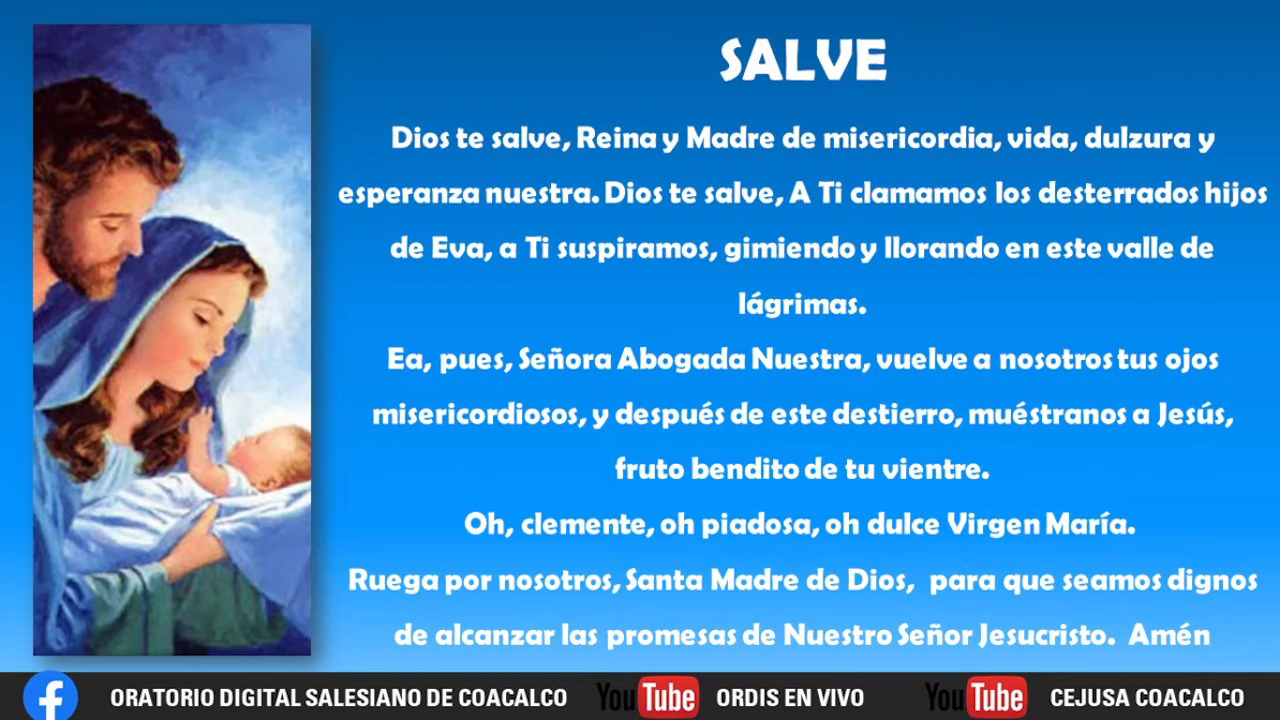 SALVE
Dios te salve, Reina y Madre de misericordia, vida, dulzura y
esperanza nuestra. Dios te salve, A Ti clamamos los desterrados hijos
de Eva, a Ti suspiramos, gimiendo y llorando en este valle de
lágrimas.
Ea, pues, Señora Abogada Nuestra, vuelve a nosotros tus ojos
misericordiosos, y después de este destierro, muéstranos a Jesús,
fruto bendito de tu vientre.
Oh, clemente, oh piadosa, oh dulce Virgen María.
Ruega por nosotros, Santa Madre de Dios,  para que seamos dignos
de alcanzar las promesas de Nuestro Señor Jesucristo.  Amén
ORATORIO DIGITAL SALESIANO DE COACALCO YouTube ORDIS EN VIVO YouTube CEJUSA COACALCO